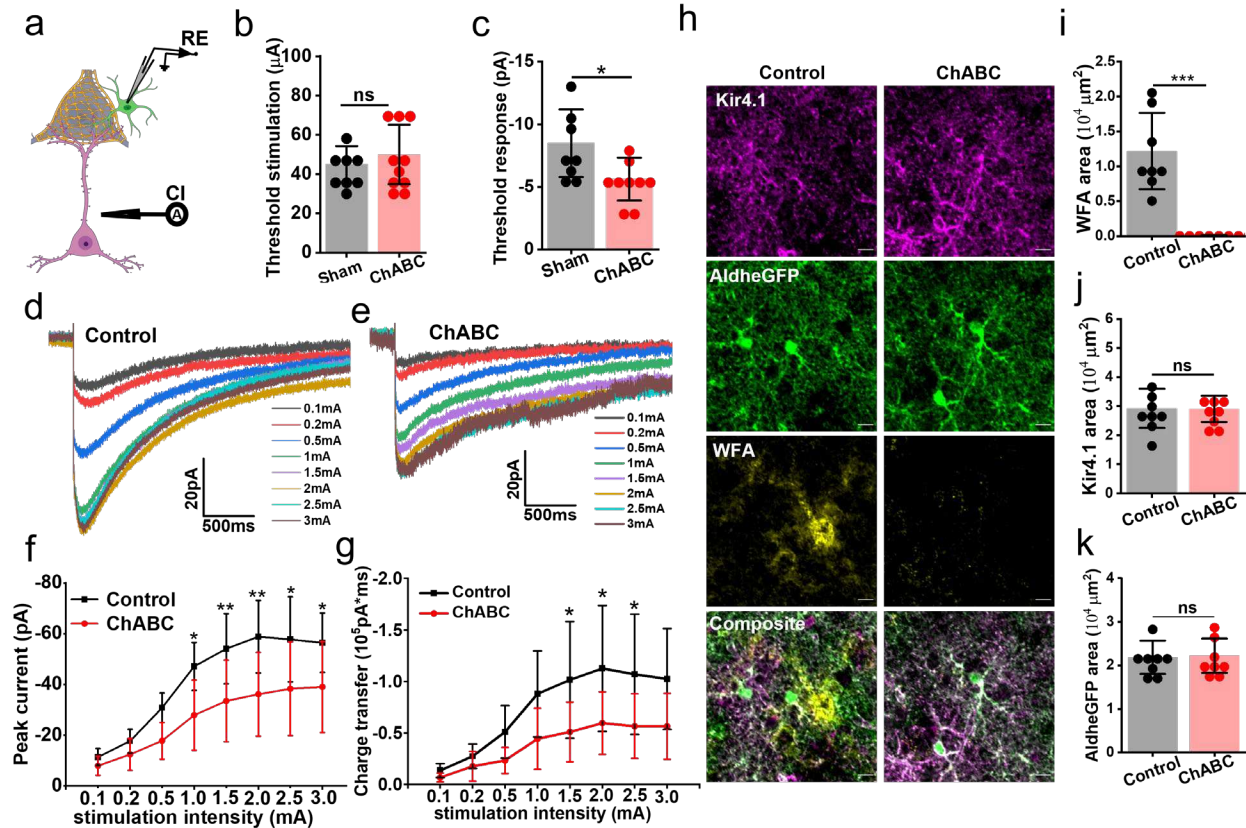 a
RE
CI
A
b
Threshold stimulation (μA)
100
80
60
40
20
0
ns
Sham
ChABC
c
Threshold response (pA)
-15
-10
-5
0
*
Sham
ChABC
d
Control
0.1mA
0.2mA
0.5mA
1mA
1.5mA
2mA
2.5mA
3mA
20pA
500ms
e
ChABC
0.1mA
0.2mA
0.5mA
1mA
1.5mA
2mA
2.5mA
3mA
20pA
500ms
f
Peak current (pA)
-80
-60
-40
-20
0
Control
ChABC
*
**
**
*
*
0.1 0.2 0.5 1.0 1.5 2.0 2.5 3.0
stimulation intensity (mA)
g
Charge transfer (10⁵pA*ms)
-2.0
-1.5
-1.0
-0.5
0.0
Control
ChABC
*
*
*
0.1 0.2 0.5 1.0 1.5 2.0 2.5 3.0
stimulation intensity (mA)
h
Control
ChABC
Kir4.1
AldheGFP
WFA
Composite
i
WFA area (10⁴ μm²)
2.5
2.0
1.5
1.0
0.5
0.0
***
Control
ChABC
j
Kir4.1 area (10⁴ μm²)
5
4
3
2
1
0
ns
Control
ChABC
k
AldheGFP area (10⁴ μm²)
4
2
0
ns
Control
ChABC